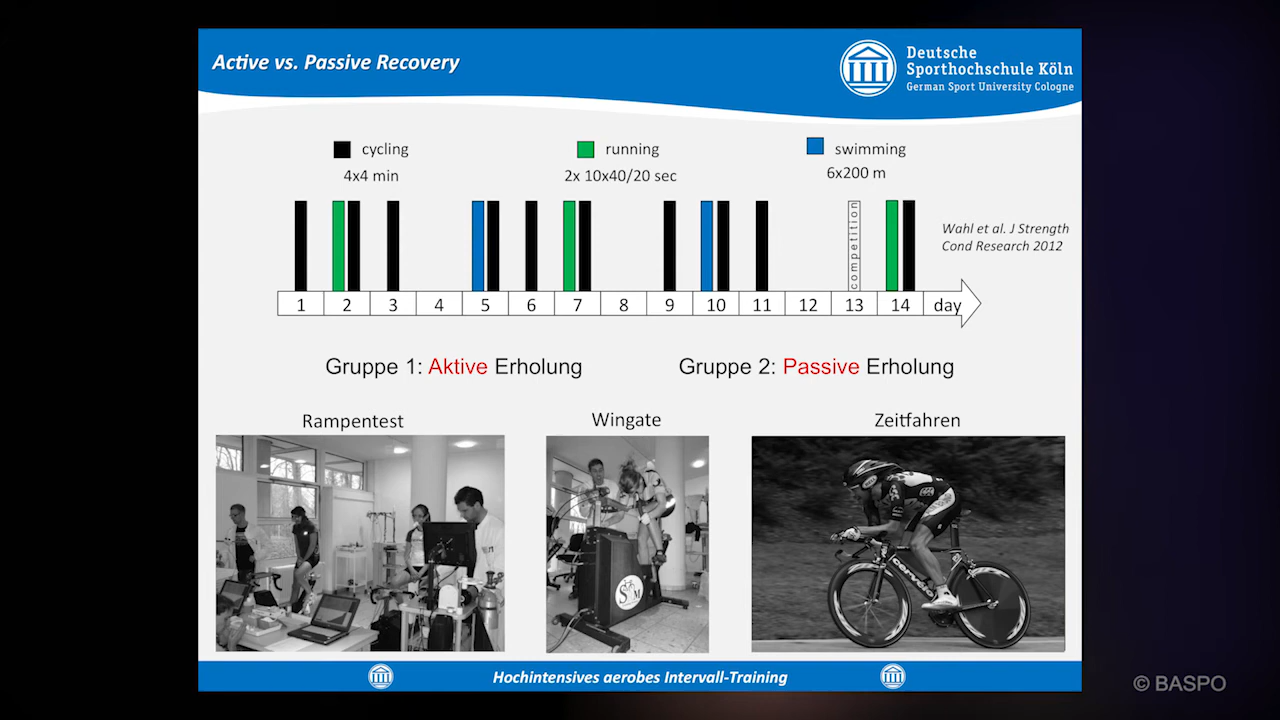 Active vs. Passive Recovery
Deutsche
Sporthochschule Köln
German Sport University Cologne
cycling
running
swimming
4x4 min
2x 10x40/20 sec
6x200 m
competition
Wahl et al. J Strength
Cond Research 2012
1 2 3 4 5 6 7 8 9 10 11 12 13 14 day
Gruppe 1: Aktive Erholung
Gruppe 2: Passive Erholung
Rampentest
Wingate
Zeitfahren
cervélo
Hochintensives aerobes Intervall-Training
© BASPO